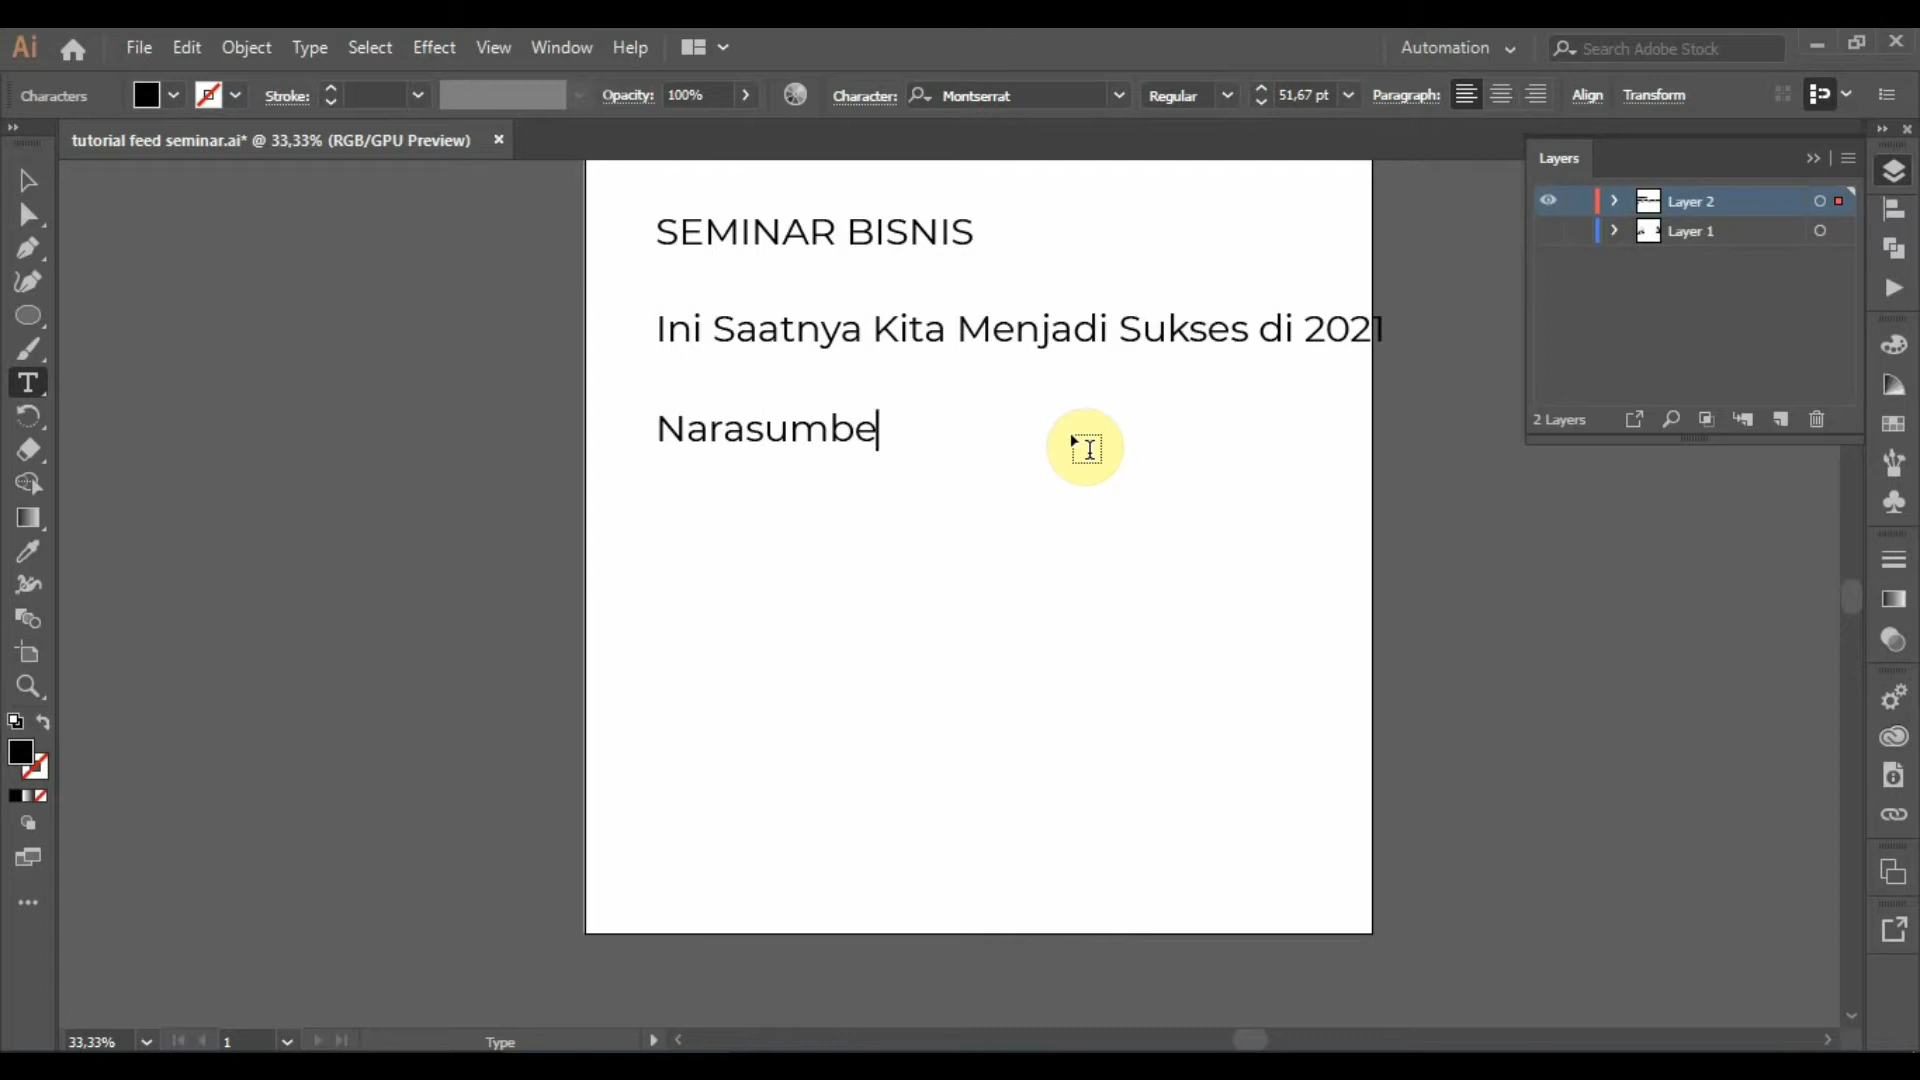 Ai File Edit Object Type Select Effect View Window Help Automation Search Adobe Stock
Characters Stroke: Opacity: 100% Character: Montserrat Regular 51,67 pt Paragraph: Align Transform
tutorial feed seminar.ai* @ 33,33% (RGB/GPU Preview)
Layers
Layer 2
Layer 1
2 Layers
SEMINAR BISNIS
Ini Saatnya Kita Menjadi Sukses di 2021
Narasumbe
33,33% 1 Type